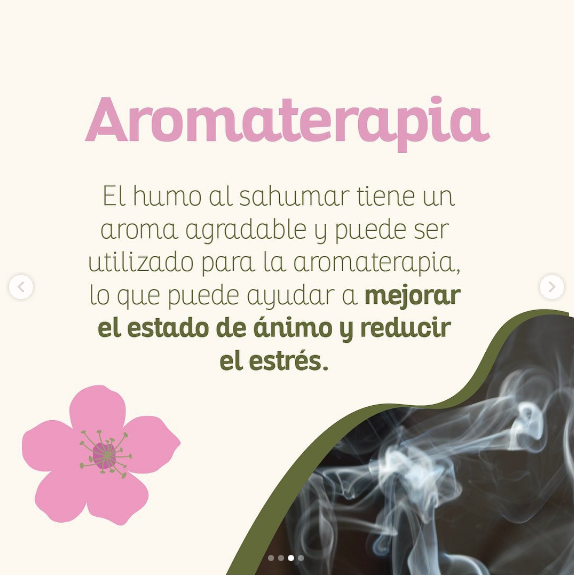 Aromaterapia
El humo al sahumar tiene un
aroma agradable y puede ser
utilizado para la aromaterapia,
lo que puede ayudar a mejorar
el estado de ánimo y reducir
el estrés.